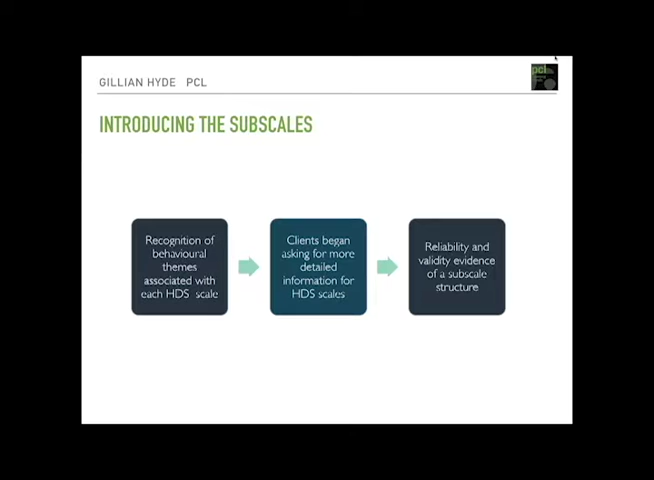 GILLIAN HYDE PCL
pcl
INTRODUCING THE SUBSCALES
Recognition of
behavioural
themes
associated with
each HDS scale
Clients began
asking for more
detailed
information for
HDS scales
Reliability and
validity evidence
of a subscale
structure